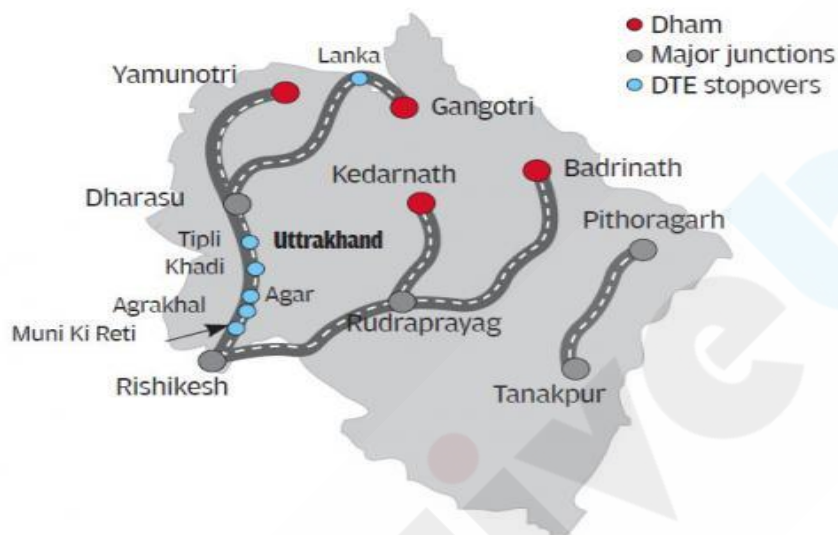 Dham
Major junctions
DTE stopovers
Lanka
Yamunotri
Gangotri
Kedarnath
Badrinath
Dharasu
Pithoragarh
Tipli
Uttrakhand
Khadi
Agar
Agrakhal
Muni Ki Reti
Rudraprayag
Rishikesh
Tanakpur